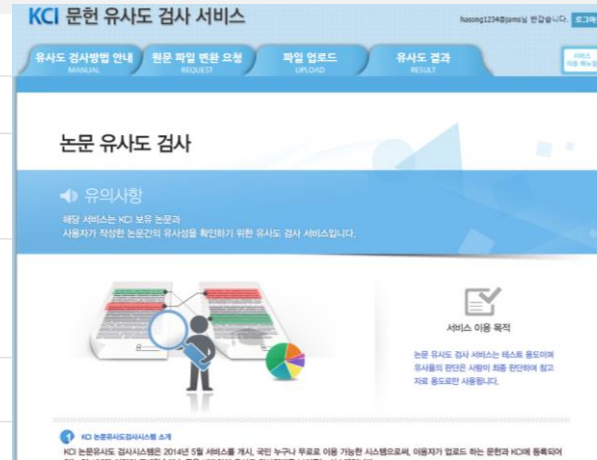 KCI 문헌 유사도 검사 서비스
hasong1234@jams님 반갑습니다.
유사도 검사방법 안내 원문 파일 변환 요청 파일 업로드 유사도 결과
MANUAL REQUEST UPLOAD RESULT
서비스
이용 매뉴얼
논문 유사도 검사
유의사항
해당 서비스는 KCI 보유 논문과
사용자가 작성한 논문간의 유사성을 확인하기 위한 유사도 검사 서비스입니다.
서비스 이용 목적
논문 유사도 검사 서비스는 테스트 용도이며
유사율의 판단은 사람이 최종 판단하며 참고
자료 용도로만 사용됩니다.
1 KCI 논문유사도검사시스템 소개
KCI 논문유사도 검사시스템은 2014년 5월 서비스를 개시, 국민 누구나 무료로 이용 가능한 시스템으로써, 이용자가 업로드 하는 문헌과 KCI에 등록되어